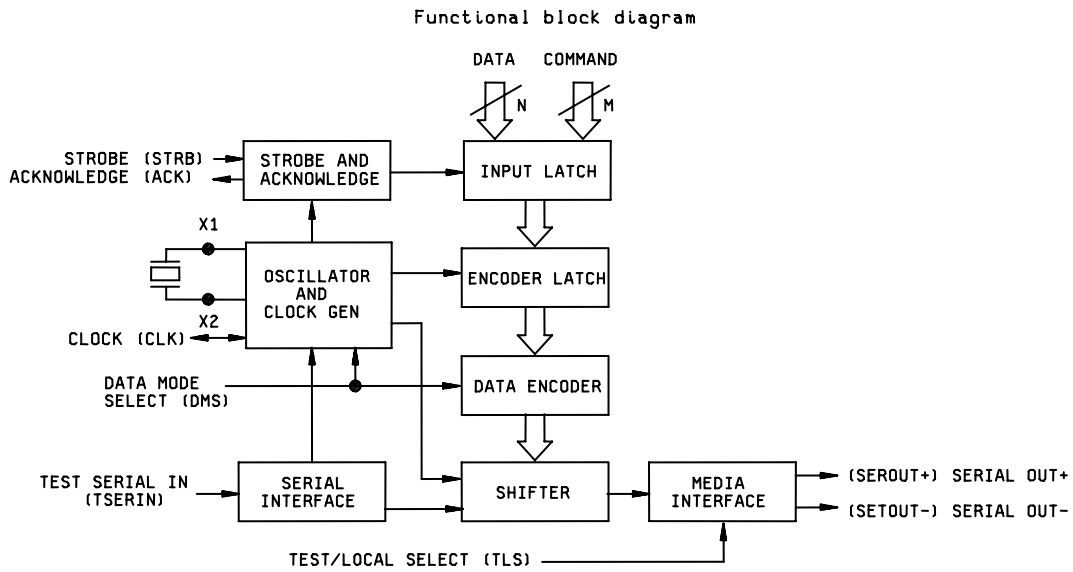 Functional block diagram
DATA COMMAND
N M
STROBE (STRB)
ACKNOWLEDGE (ACK)
STROBE AND
ACKNOWLEDGE
INPUT LATCH
X1
OSCILLATOR
AND
CLOCK GEN
ENCODER LATCH
X2
CLOCK (CLK)
DATA MODE
SELECT (DMS)
DATA ENCODER
TEST SERIAL IN
(TSERIN)
SERIAL
INTERFACE
SHIFTER
MEDIA
INTERFACE
(SEROUT+) SERIAL OUT+
(SETOUT-) SERIAL OUT-
TEST/LOCAL SELECT (TLS)